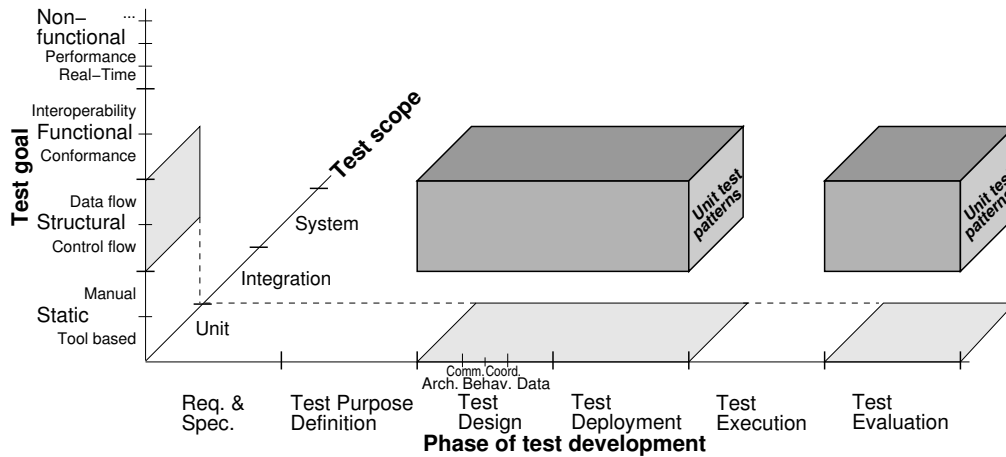 Non−
functional
...
Performance
Real−Time
Interoperability
Functional
Conformance
Data flow
Structural
Control flow
Manual
Static
Tool based
Test goal
Test scope
System
Integration
Unit
Unit test
patterns
Unit test
patterns
Comm. Coord.
Arch. Behav. Data
Req. &
Spec.
Test Purpose
Definition
Test
Design
Test
Deployment
Test
Execution
Test
Evaluation
Phase of test development